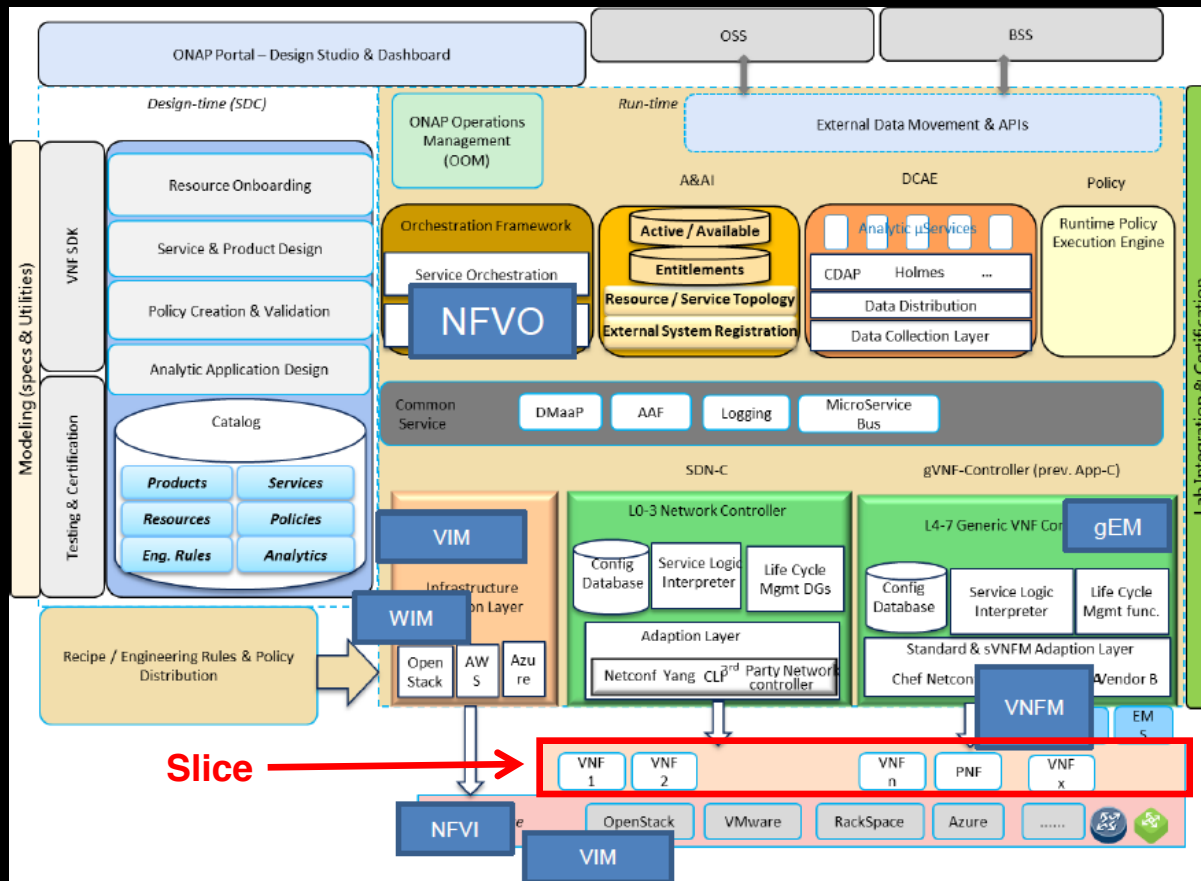 ONAP Portal – Design Studio & Dashboard
OSS
BSS
Design-time (SDC)
Run-time
ONAP Operations
Management
(OOM)
External Data Movement & APIs
Modeling (specs & Utilities)
VNF SDK
Testing & Certification
Resource Onboarding
Service & Product Design
Policy Creation & Validation
Analytic Application Design
Catalog
Products
Services
Resources
Policies
Eng. Rules
Analytics
Recipe / Engineering Rules & Policy
Distribution
A&AI
DCAE
Policy
Orchestration Framework
Service Orchestration
NFVO
Active / Available
Entitlements
Resource / Service Topology
External System Registration
Analytic µServices
CDAP
Holmes
...
Data Distribution
Data Collection Layer
Runtime Policy
Execution Engine
Common
Service
DMaaP
AAF
Logging
MicroService
Bus
SDN-C
gVNF-Controller (prev. App-C)
VIM
Infrastructure
Layer
WIM
Open
Stack
AW
S
Azu
re
L0-3 Network Controller
Config
Database
Service Logic
Interpreter
Life Cycle
Mgmt DGs
Adaption Layer
Netconf Yang CLI 3rd Party Network
controller
L4-7 Generic VNF
gEM
Config
Database
Service Logic
Interpreter
Life Cycle
Mgmt func.
Standard & sVNFM Adaption Layer
Chef
Vendor B
VNFM
EM
S
Slice
VNF
1
VNF
2
VNF
n
PNF
VNF
x
NFVI
OpenStack
VMware
RackSpace
Azure
......
VIM
Lab Integration & Certification